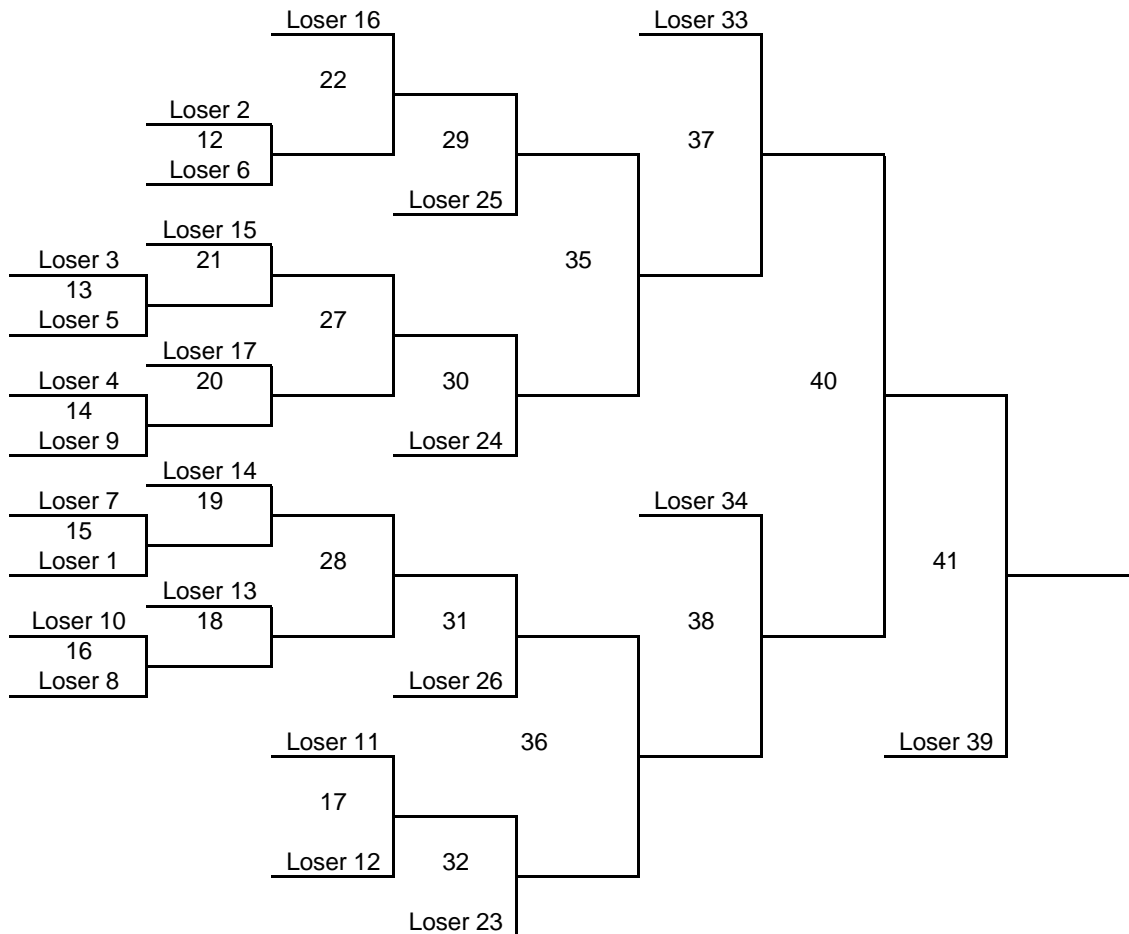 Loser 16
Loser 33
22
Loser 2
12
29
37
Loser 6
Loser 25
Loser 15
Loser 3
21
35
13
Loser 5
27
Loser 17
Loser 4
20
30
40
14
Loser 9
Loser 24
Loser 14
Loser 7
19
Loser 34
15
Loser 1
28
41
Loser 13
Loser 10
18
31
38
16
Loser 8
Loser 26
Loser 11
36
Loser 39
17
Loser 12
32
Loser 23